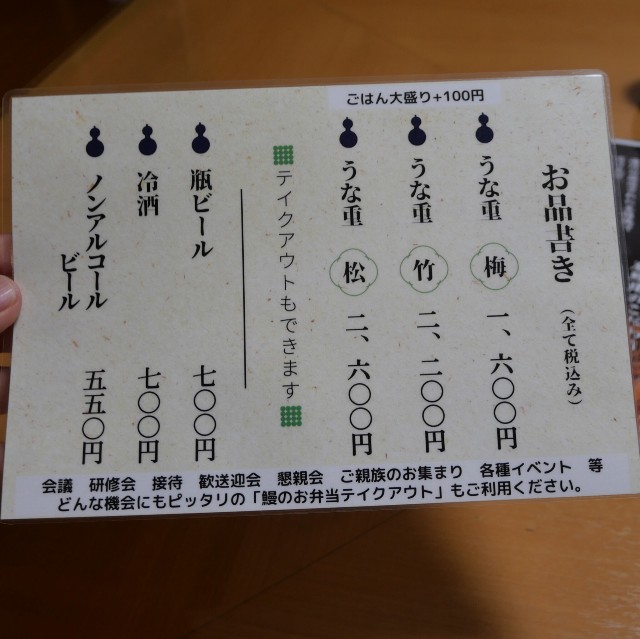 ごはん大盛り+100円
お品書き
(全て税込み)
うな重 梅 一、六〇〇円
うな重 竹 二、二〇〇円
うな重 松 二、六〇〇円
テイクアウトもできます
瓶ビール 七〇〇円
冷酒 七〇〇円
ノンアルコール
ビール 五五〇円
会議 研修会 接待 歓送迎会 懇親会 ご親族のお集まり 各種イベント 等
どんな機会にもピッタリの「鰻のお弁当テイクアウト」もご利用ください。